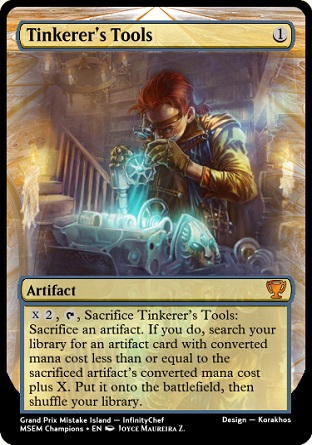 Tinkerer's Tools 1
Artifact
X 2 , , Sacrifice Tinkerer's Tools:
Sacrifice an artifact. If you do, search your
library for an artifact card with converted
mana cost less than or equal to the
sacrificed artifact's converted mana cost
plus X. Put it onto the battlefield, then
shuffle your library.
Grand Prix Mistake Island — InfinityChef Design — Korakhos
MSEM Champions • EN Joyce Maureira Z.